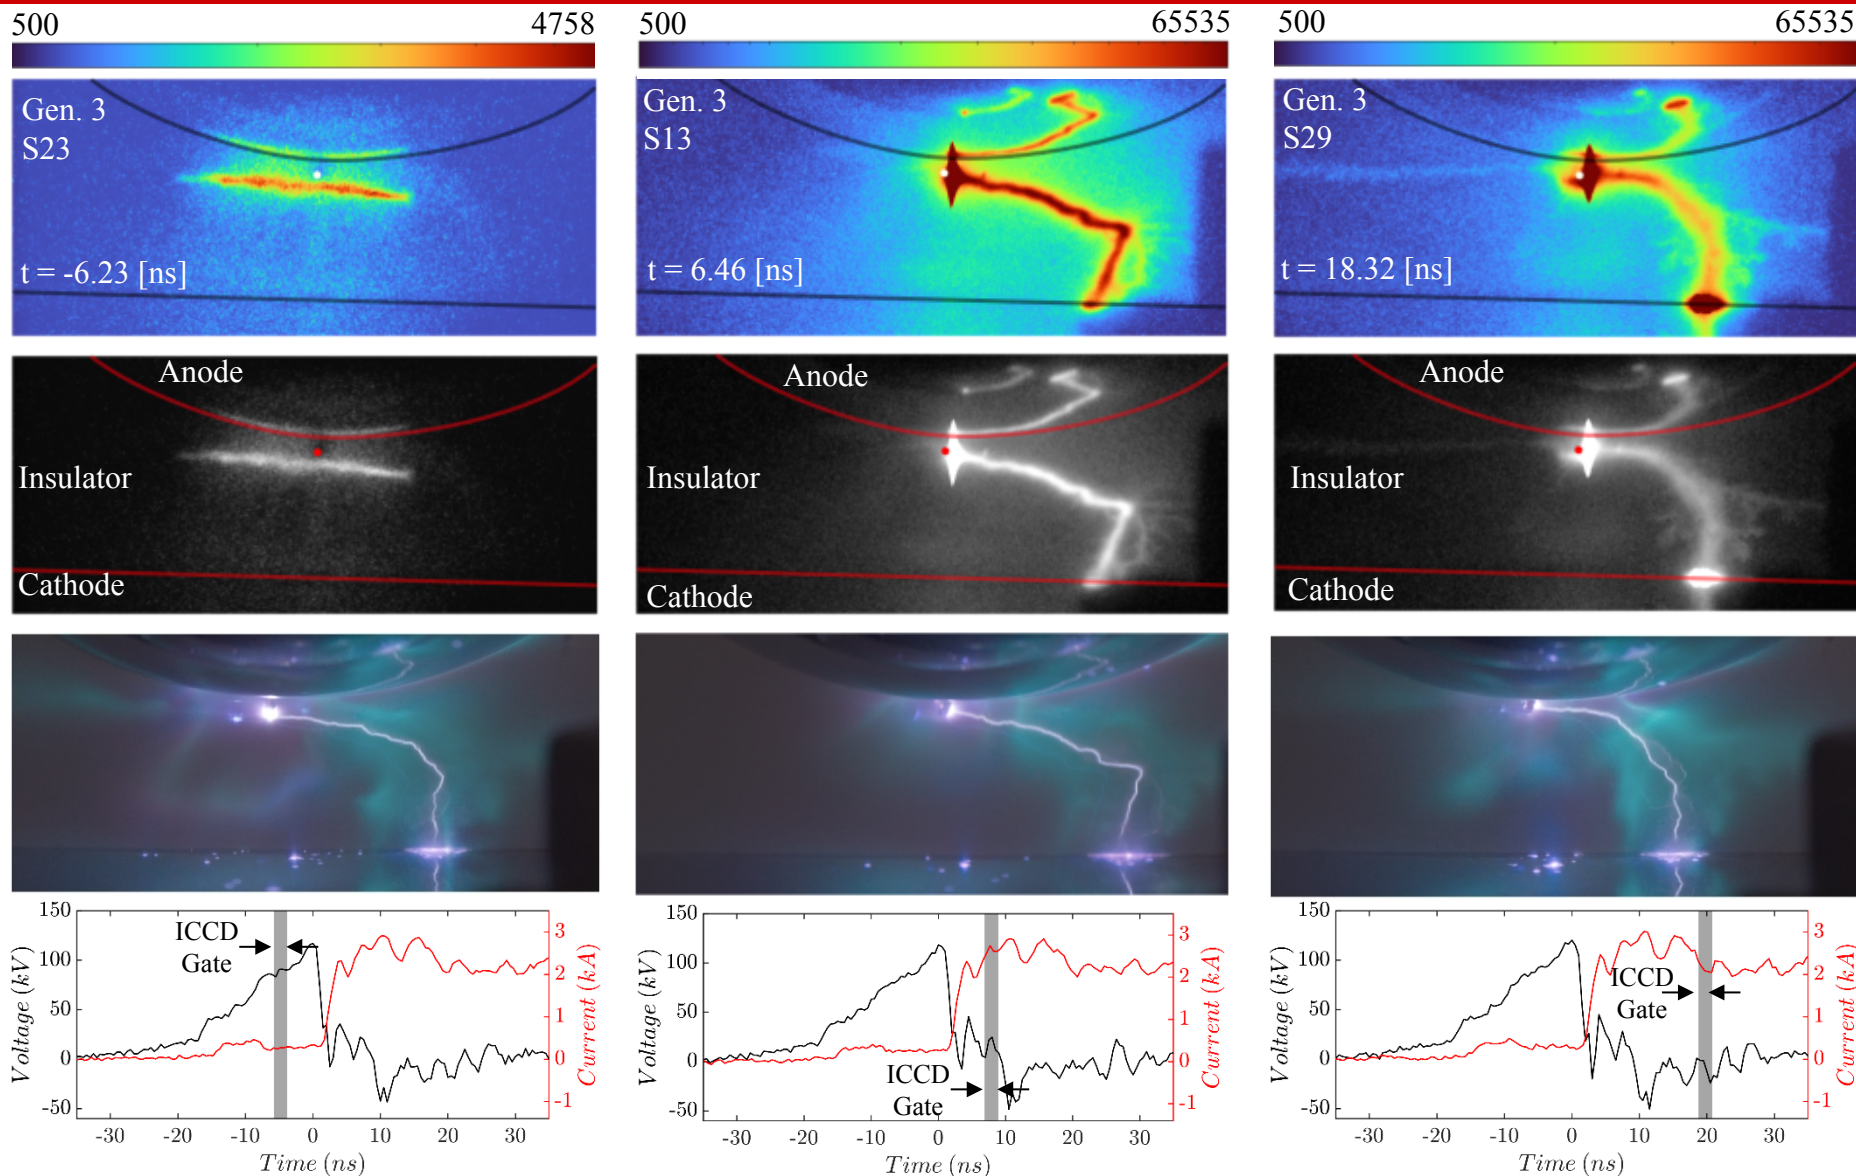 500 4758
500 65535
500 65535
Gen. 3
S23
t = -6.23 [ns]
Gen. 3
S13
t = 6.46 [ns]
Gen. 3
S29
t = 18.32 [ns]
Anode
Insulator
Cathode
Anode
Insulator
Cathode
Anode
Insulator
Cathode
150
100
50
0
-50
Voltage (kV)
ICCD
Gate
3
2
1
0
-1
Current (kA)
-30 -20 -10 0 10 20 30
Time (ns)
150
100
50
0
-50
Voltage (kV)
ICCD
Gate
3
2
1
0
-1
Current (kA)
-30 -20 -10 0 10 20 30
Time (ns)
150
100
50
0
-50
Voltage (kV)
ICCD
Gate
3
2
1
0
-1
Current (kA)
-30 -20 -10 0 10 20 30
Time (ns)